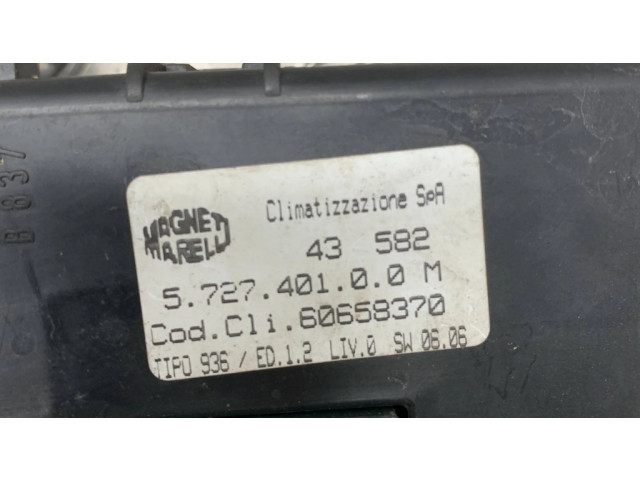 B 837
MAGNETI
MARELLI
Climatizzazione SpA
43 582
5.727.401.0.0 M
Cod.Cli.60658370
TIPO 936 / ED.1.2 LIV.0 SW 06.06